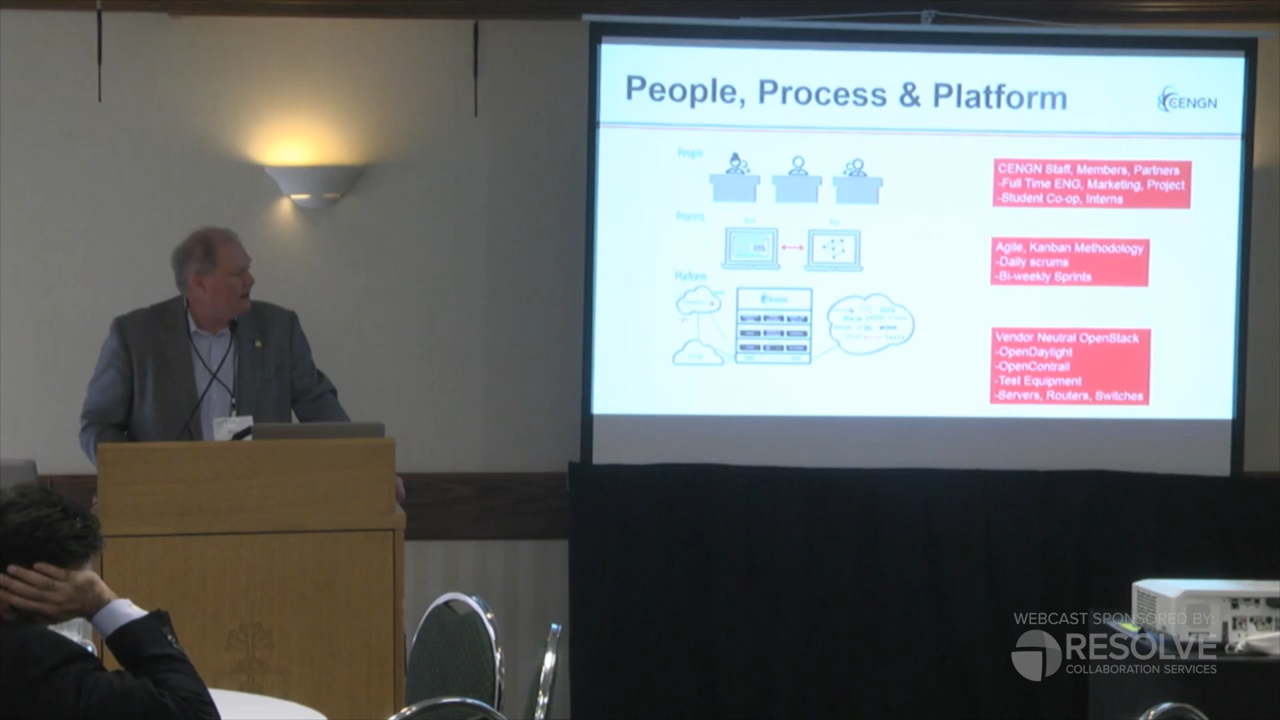 People, Process & Platform
CENGN
People
CENGN Staff, Members, Partners
-Full Time ENG, Marketing, Project
-Student Co-op, Interns
Process
Agile, Kanban Methodology
-Daily scrums
-Bi-weekly Sprints
Platform
Vendor Neutral OpenStack
-OpenDaylight
-OpenContrail
-Test Equipment
-Servers, Routers, Switches
WEBCAST SPONSORED BY:
RESOLVE
COLLABORATION SERVICES